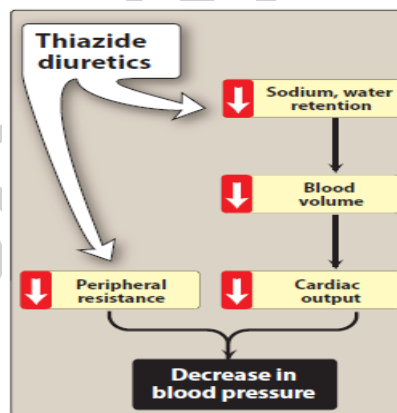 Thiazide
diuretics
Sodium, water
retention
Blood
volume
Peripheral
resistance
Cardiac
output
Decrease in
blood pressure